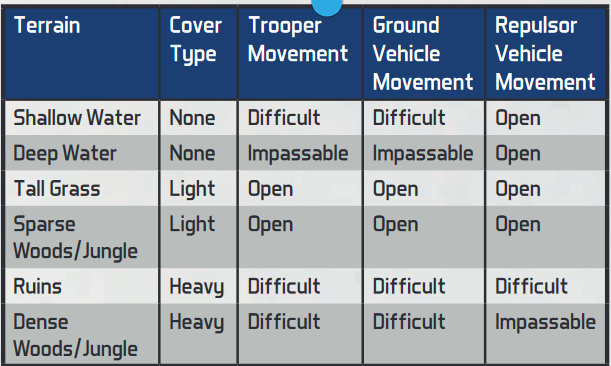 Terrain Cover Type Trooper Movement Ground Vehicle Movement Repulsor Vehicle Movement
Shallow Water None Difficult Difficult Open
Deep Water None Impassable Impassable Open
Tall Grass Light Open Open Open
Sparse Woods/Jungle Light Open Open Open
Ruins Heavy Difficult Difficult Difficult
Dense Woods/Jungle Heavy Difficult Difficult Impassable